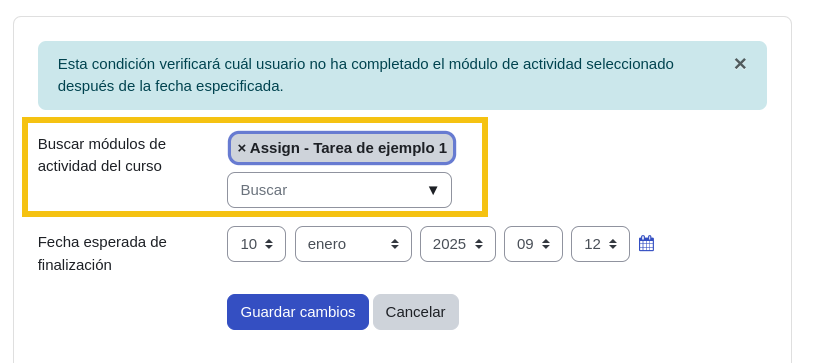 Esta condición verificará cuál usuario no ha completado el módulo de actividad seleccionado
después de la fecha especificada.
×
Buscar módulos de
actividad del curso
× Assign - Tarea de ejemplo 1
Buscar ▼
Fecha esperada de
finalización
10 enero 2025 09 12
Guardar cambios Cancelar